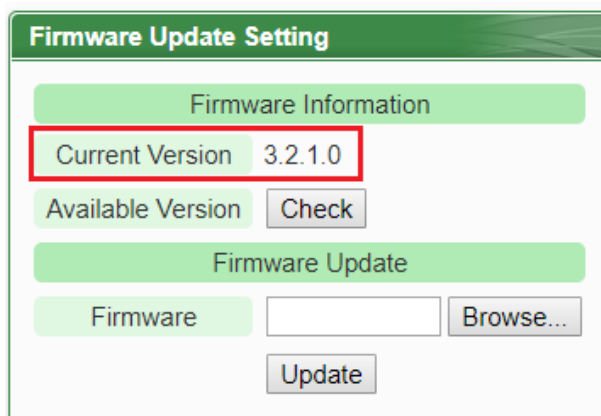 Firmware Update Setting
Firmware Information
Current Version 3.2.1.0
Available Version Check
Firmware Update
Firmware Browse...
Update